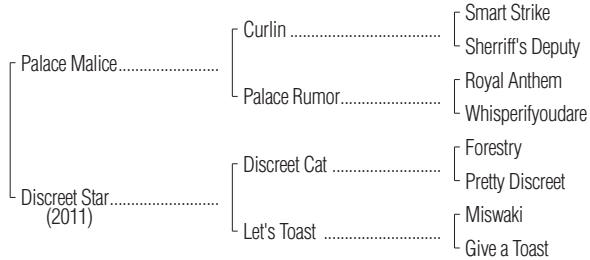 Smart Strike
Curlin ....................................
Sherriff's Deputy
Palace Malice........................
Royal Anthem
Palace Rumor........................
Whisperifyoudare
Forestry
Discreet Cat ..........................
Pretty Discreet
Discreet Star..........................
(2011)
Miswaki
Let's Toast ............................
Give a Toast